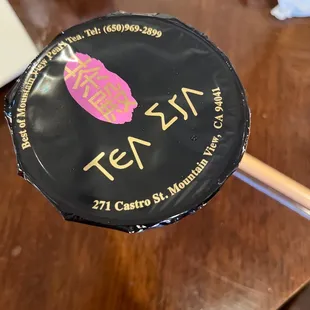 Best of Mountain View Pearl Tea. Tel: (650)969-2899
TEA ERA
271 Castro St. Mountain View, CA 94041